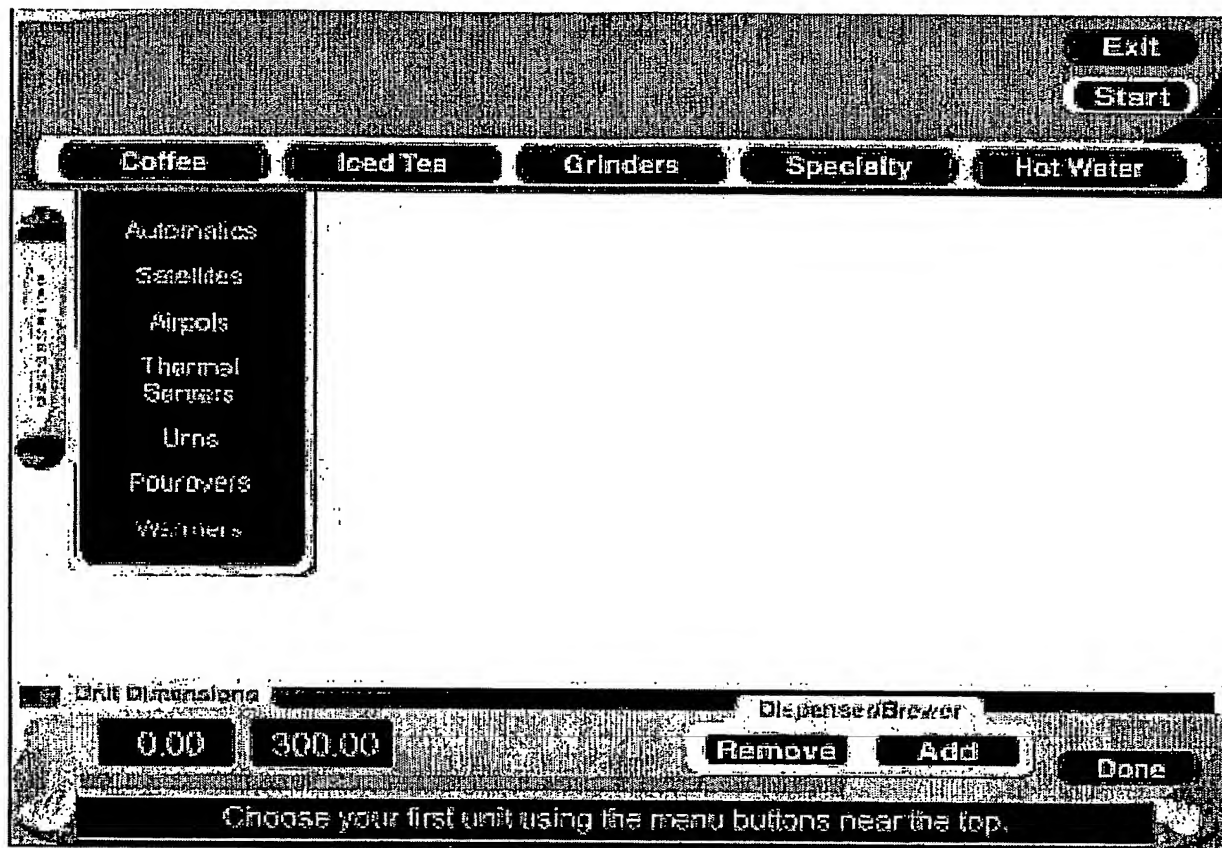 Exit
Start
Coffee
Iced Tea
Grinders
Specialty
Hot Water
Automatics
Satellites
Airpots
Thermal
Servers
Urns
Pourovers
Warmers
Unit Dimensions
0.00
300.00
Dispenser/Brewer
Remove
Add
Done
Choose your first unit using the menu buttons near the top.